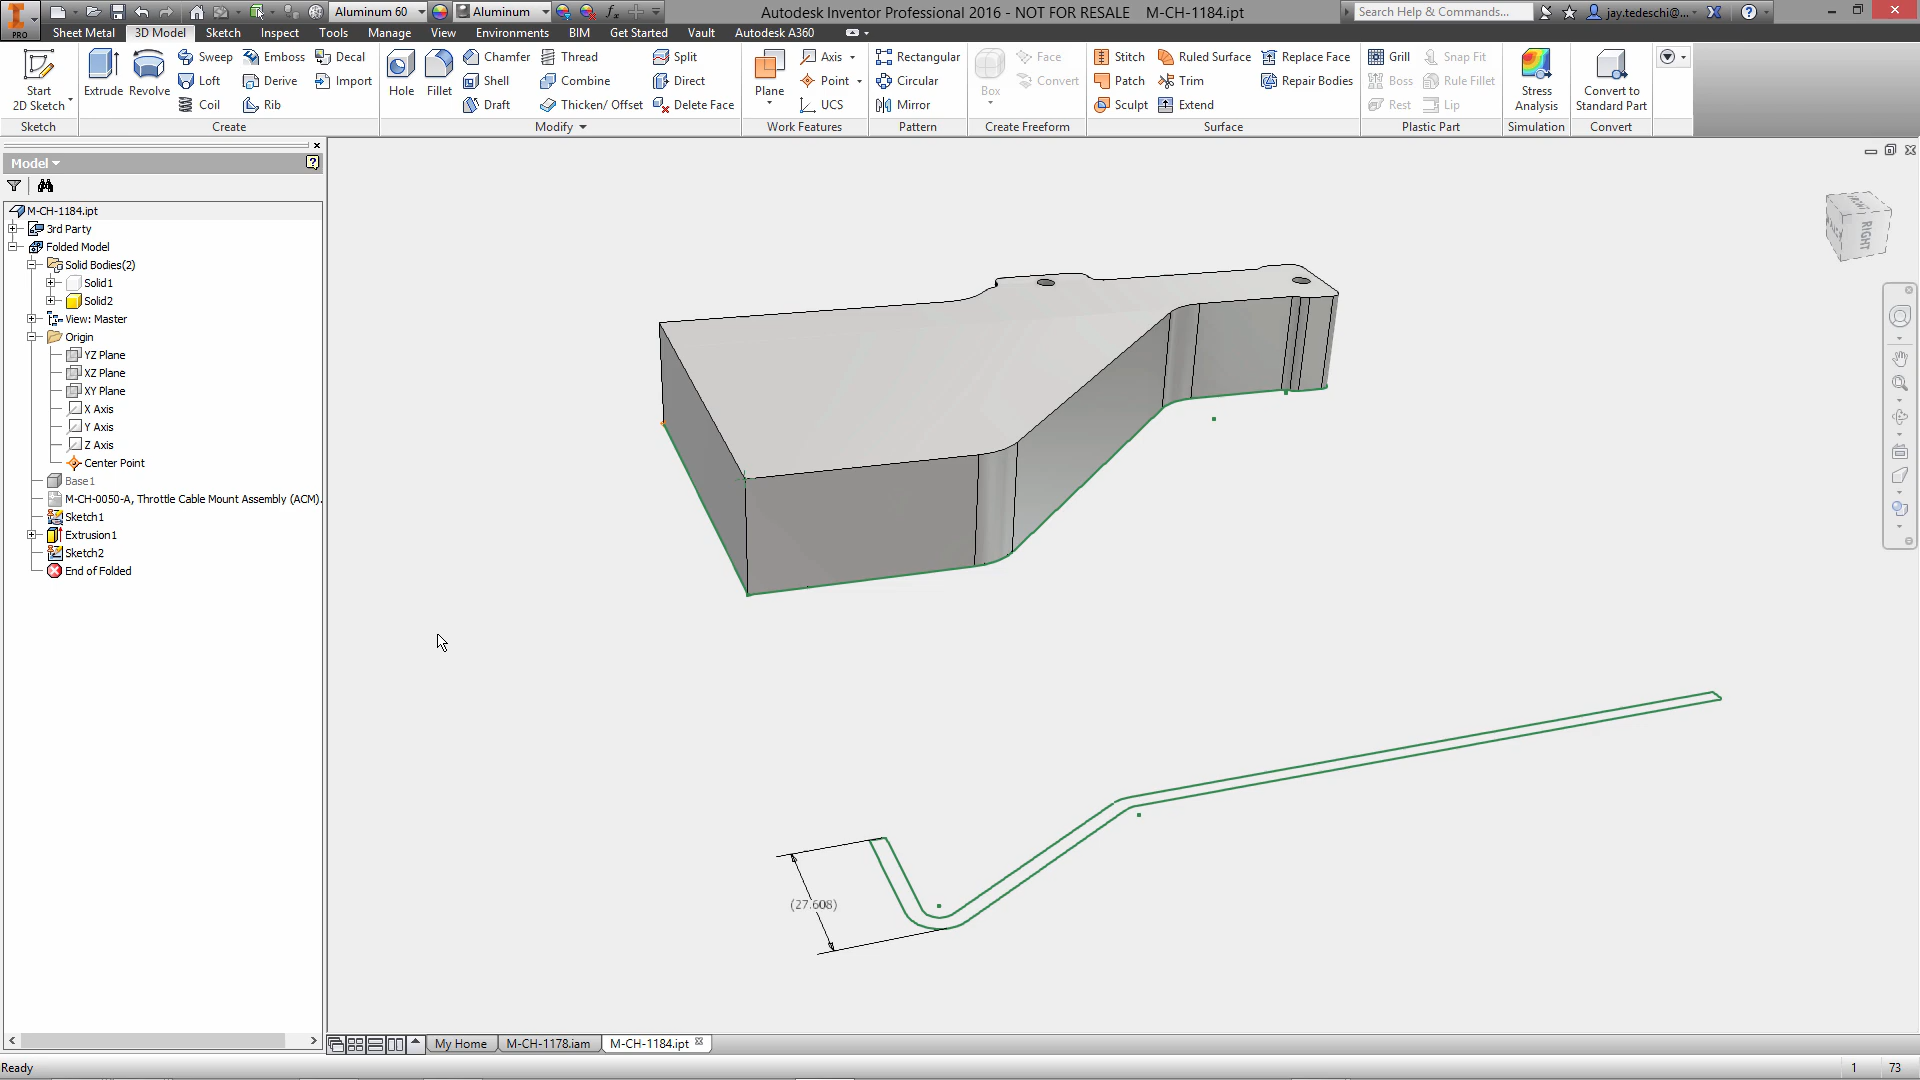 Aluminum 60 Aluminum Autodesk Inventor Professional 2016 - NOT FOR RESALE M-CH-1184.ipt Search Help & Commands... jay.tedeschi@...
PRO Sheet Metal 3D Model Sketch Inspect Tools Manage View Environments BIM Get Started Vault Autodesk A360
Start 2D Sketch Extrude Revolve Sweep Emboss Decal Hole Fillet Chamfer Thread Split Plane Axis Rectangular Box Face Stitch Ruled Surface Replace Face Grill Snap Fit Stress Analysis Convert to Standard Part
Loft Derive Import Shell Combine Direct Point Circular Convert Patch Trim Repair Bodies Boss Rule Fillet
Coil Rib Draft Thicken/ Offset Delete Face UCS Mirror Sculpt Extend Rest Lip
Sketch Create Modify Work Features Pattern Create Freeform Surface Plastic Part Simulation Convert
Model
M-CH-1184.ipt
3rd Party
Folded Model
Solid Bodies(2)
Solid1
Solid2
View: Master
Origin
YZ Plane
XZ Plane
XY Plane
X Axis
Y Axis
Z Axis
Center Point
Base1
M-CH-0050-A, Throttle Cable Mount Assembly (ACM).
Sketch1
Extrusion1
Sketch2
End of Folded
RIGHT
(27.608)
My Home M-CH-1178.iam M-CH-1184.ipt
Ready 1 73